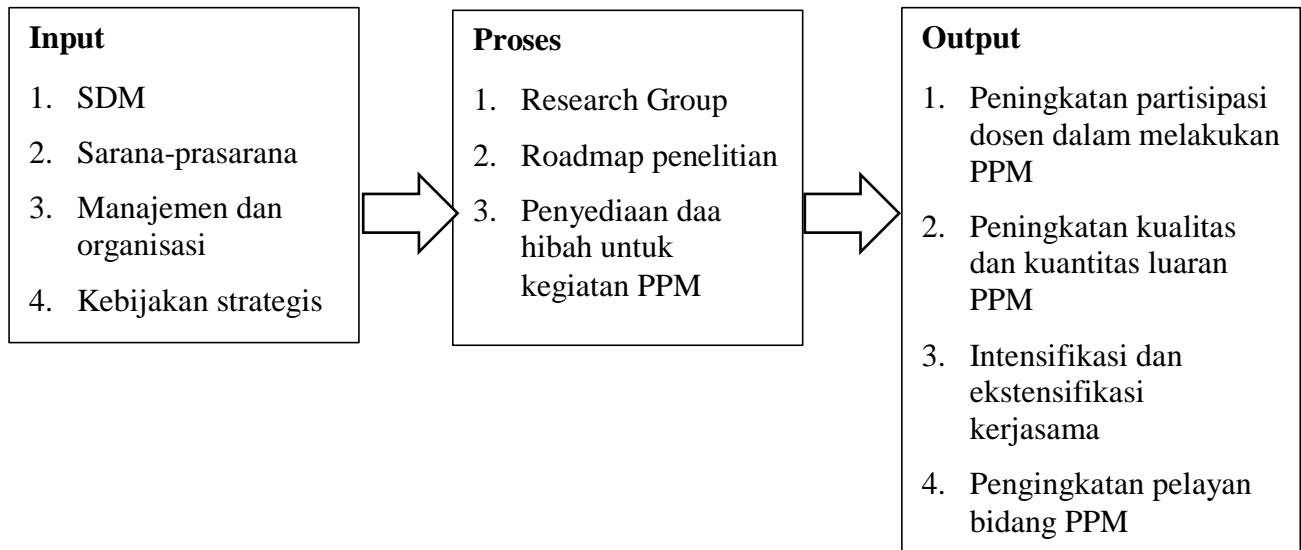 Input
1. SDM
2. Sarana-prasarana
3. Manajemen dan
organisasi
4. Kebijakan strategis
Proses
1. Research Group
2. Roadmap penelitian
3. Penyediaan daa
hibah untuk
kegiatan PPM
Output
1. Peningkatan partisipasi
dosen dalam melakukan
PPM
2. Peningkatan kualitas
dan kuantitas luaran
PPM
3. Intensifikasi dan
ekstensifikasi
kerjasama
4. Pengingkatan pelayan
bidang PPM